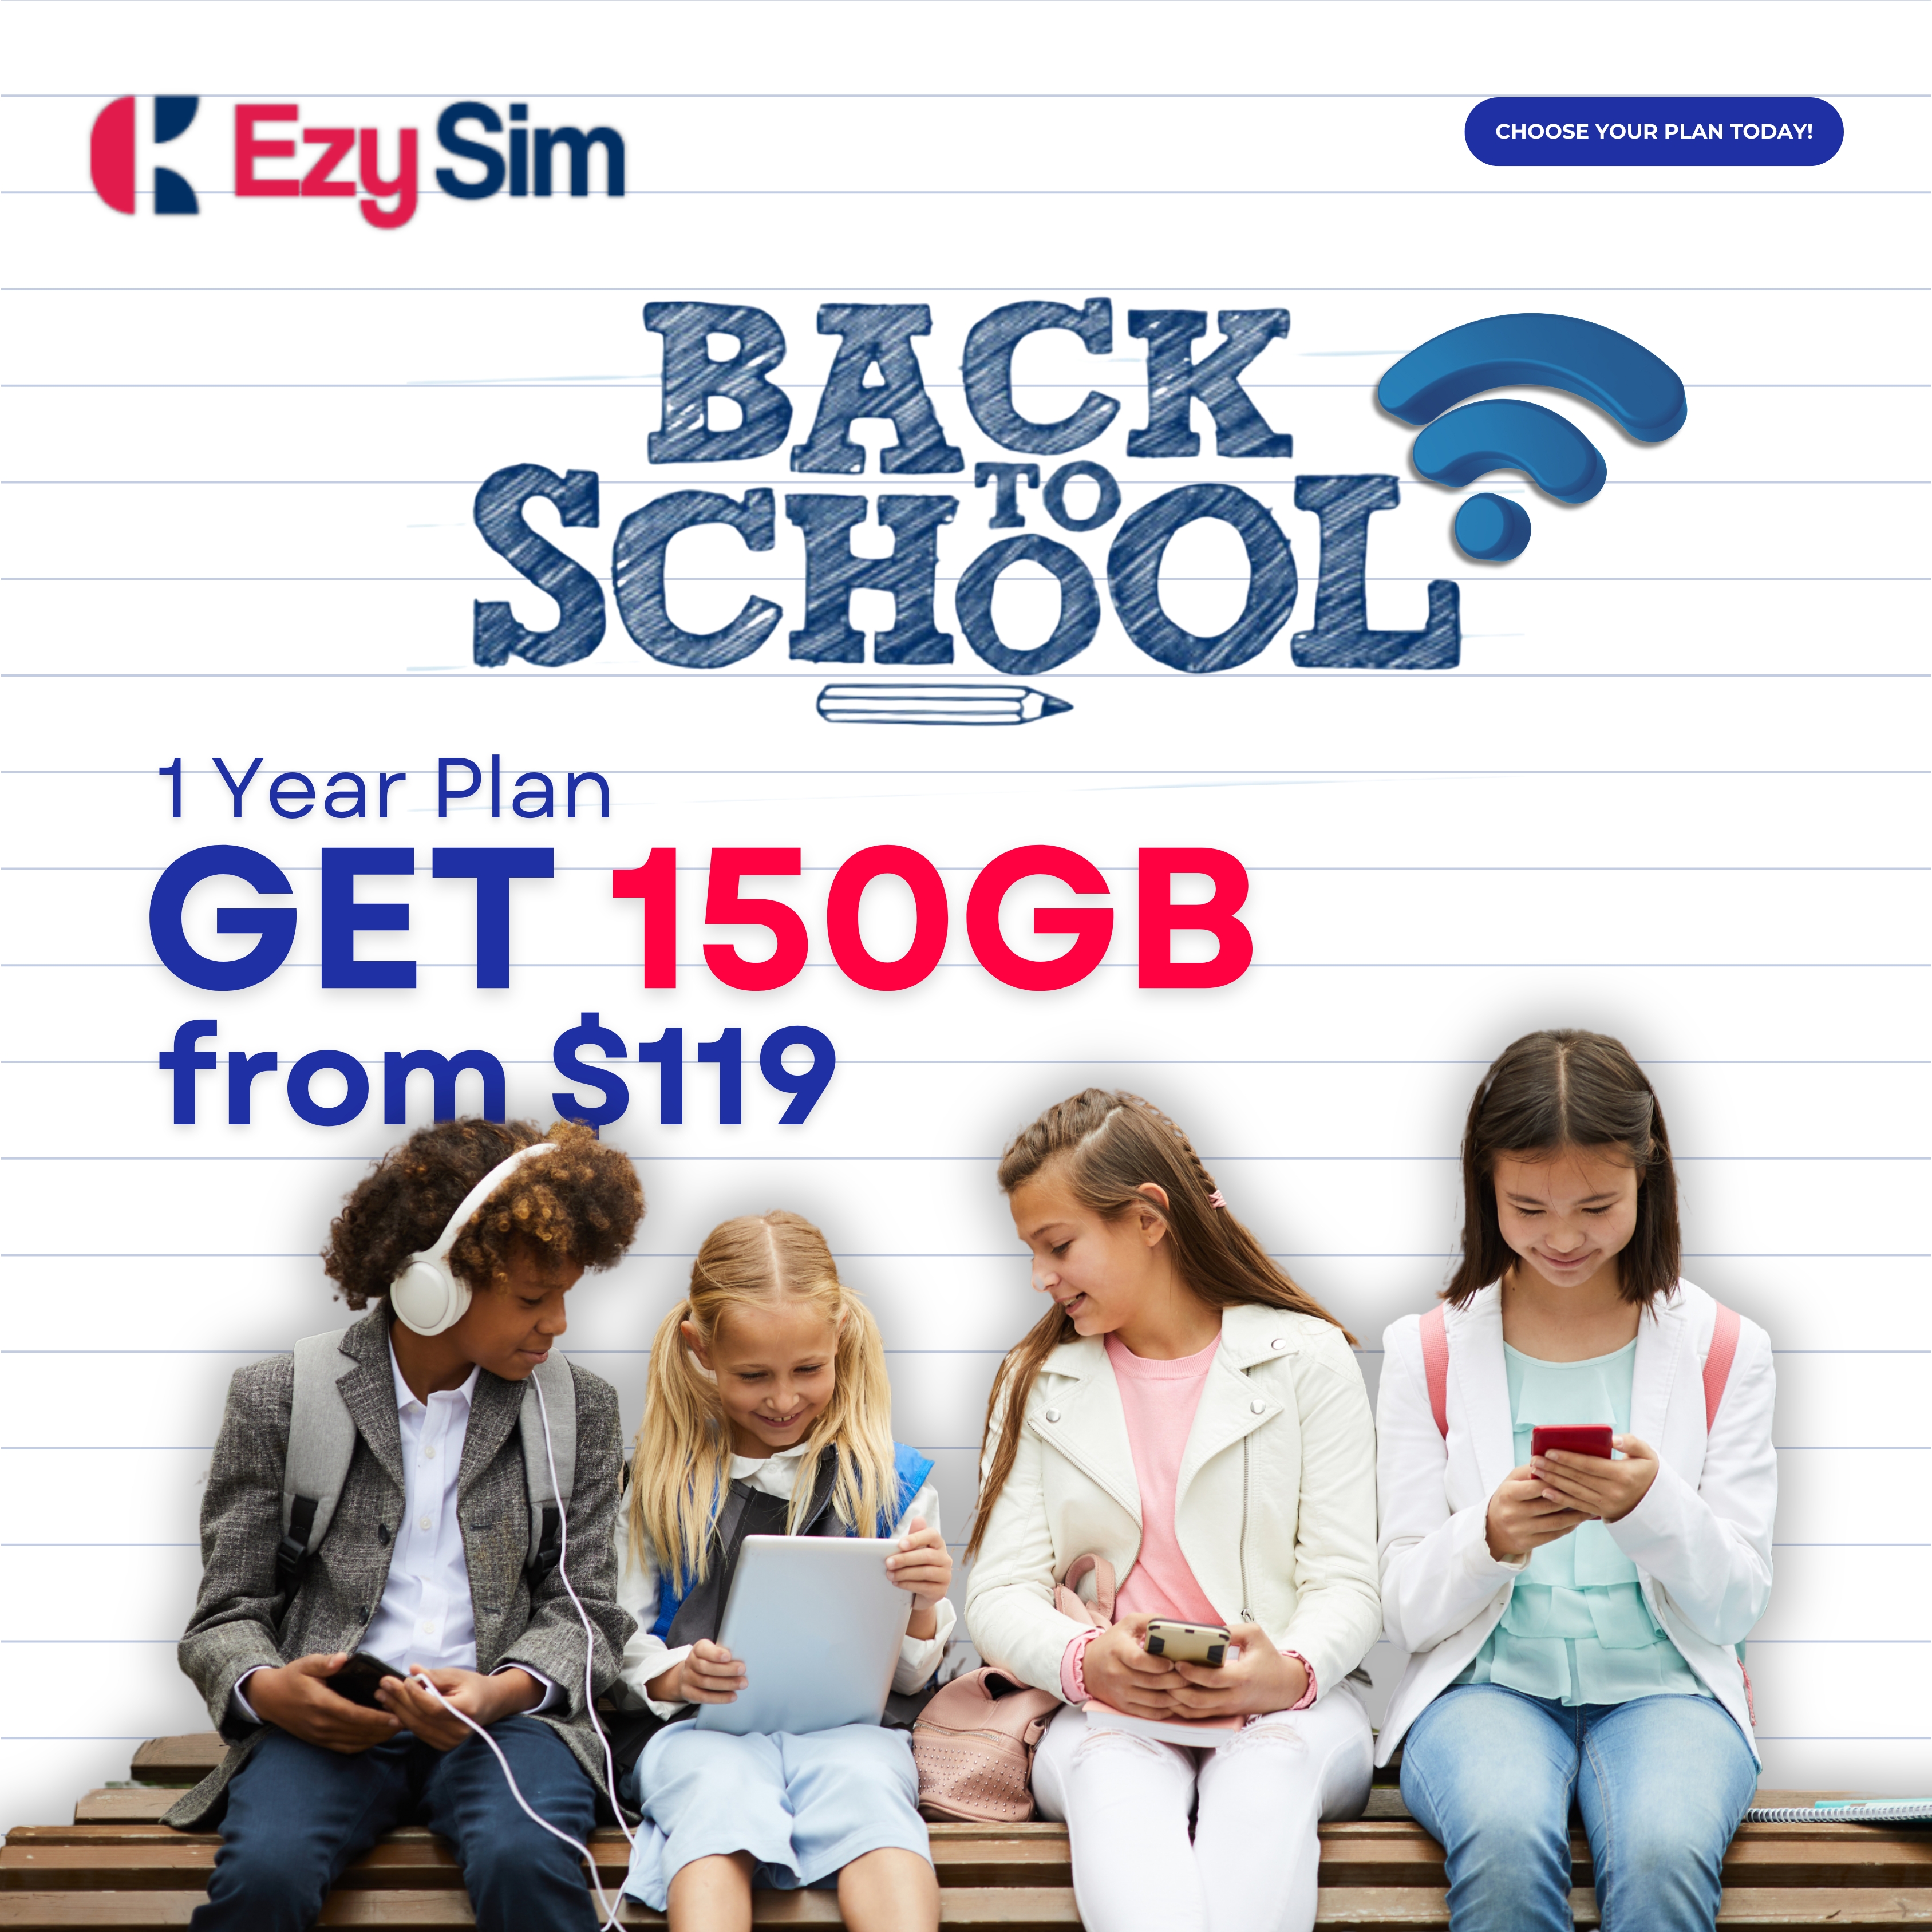 Ezy Sim
CHOOSE YOUR PLAN TODAY!
BACK
TO
SCHOOL
1 Year Plan
GET 150GB
from $119